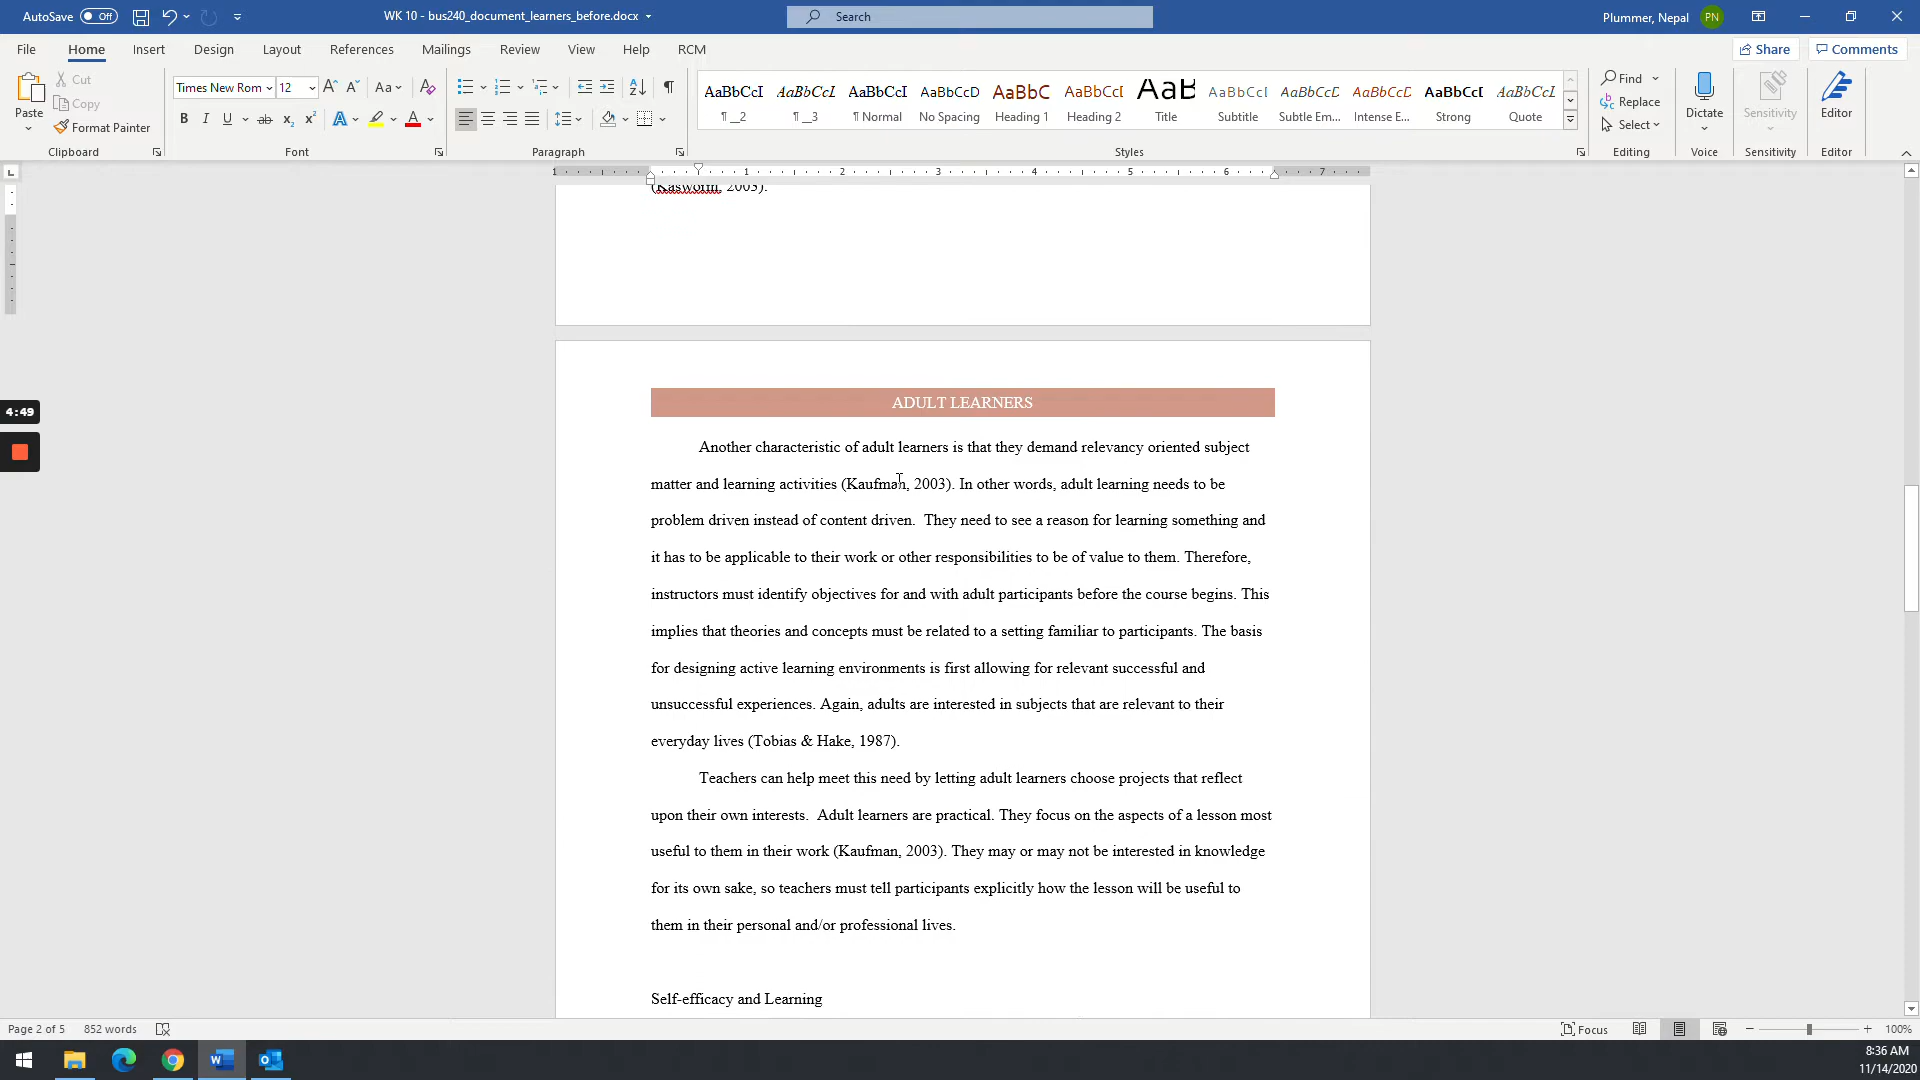 AutoSave Off WK 10 - bus240_document_learners_before.docx Search Plummer, Nepal PN
File Home Insert Design Layout References Mailings Review View Help RCM Share Comments
Paste Cut Copy Format Painter
Clipboard
Times New Rom 12
Font
Paragraph
AaBbCcI AaBbCcL AaBbCcI AaBbCcD AaBbC AaBbCcI AaB AaBbCcI AaBbCcD AaBbCcD AaBbCcI AaBbCcL
¶ __2 ¶ __3 ¶ Normal No Spacing Heading 1 Heading 2 Title Subtitle Subtle Em... Intense E... Strong Quote
Styles
Find
Replace
Select
Editing
Dictate
Voice
Sensitivity
Sensitivity
Editor
Editor
1 1 2 3 4 5 6 7
(Kasworm, 2003).
4:49
ADULT LEARNERS
Another characteristic of adult learners is that they demand relevancy oriented subject
matter and learning activities (Kaufman, 2003). In other words, adult learning needs to be
problem driven instead of content driven.  They need to see a reason for learning something and
it has to be applicable to their work or other responsibilities to be of value to them. Therefore,
instructors must identify objectives for and with adult participants before the course begins. This
implies that theories and concepts must be related to a setting familiar to participants. The basis
for designing active learning environments is first allowing for relevant successful and
unsuccessful experiences. Again, adults are interested in subjects that are relevant to their
everyday lives (Tobias & Hake, 1987).
Teachers can help meet this need by letting adult learners choose projects that reflect
upon their own interests.  Adult learners are practical. They focus on the aspects of a lesson most
useful to them in their work (Kaufman, 2003). They may or may not be interested in knowledge
for its own sake, so teachers must tell participants explicitly how the lesson will be useful to
them in their personal and/or professional lives.
Self-efficacy and Learning
Page 2 of 5 852 words Focus 100%
8:36 AM
11/14/2020